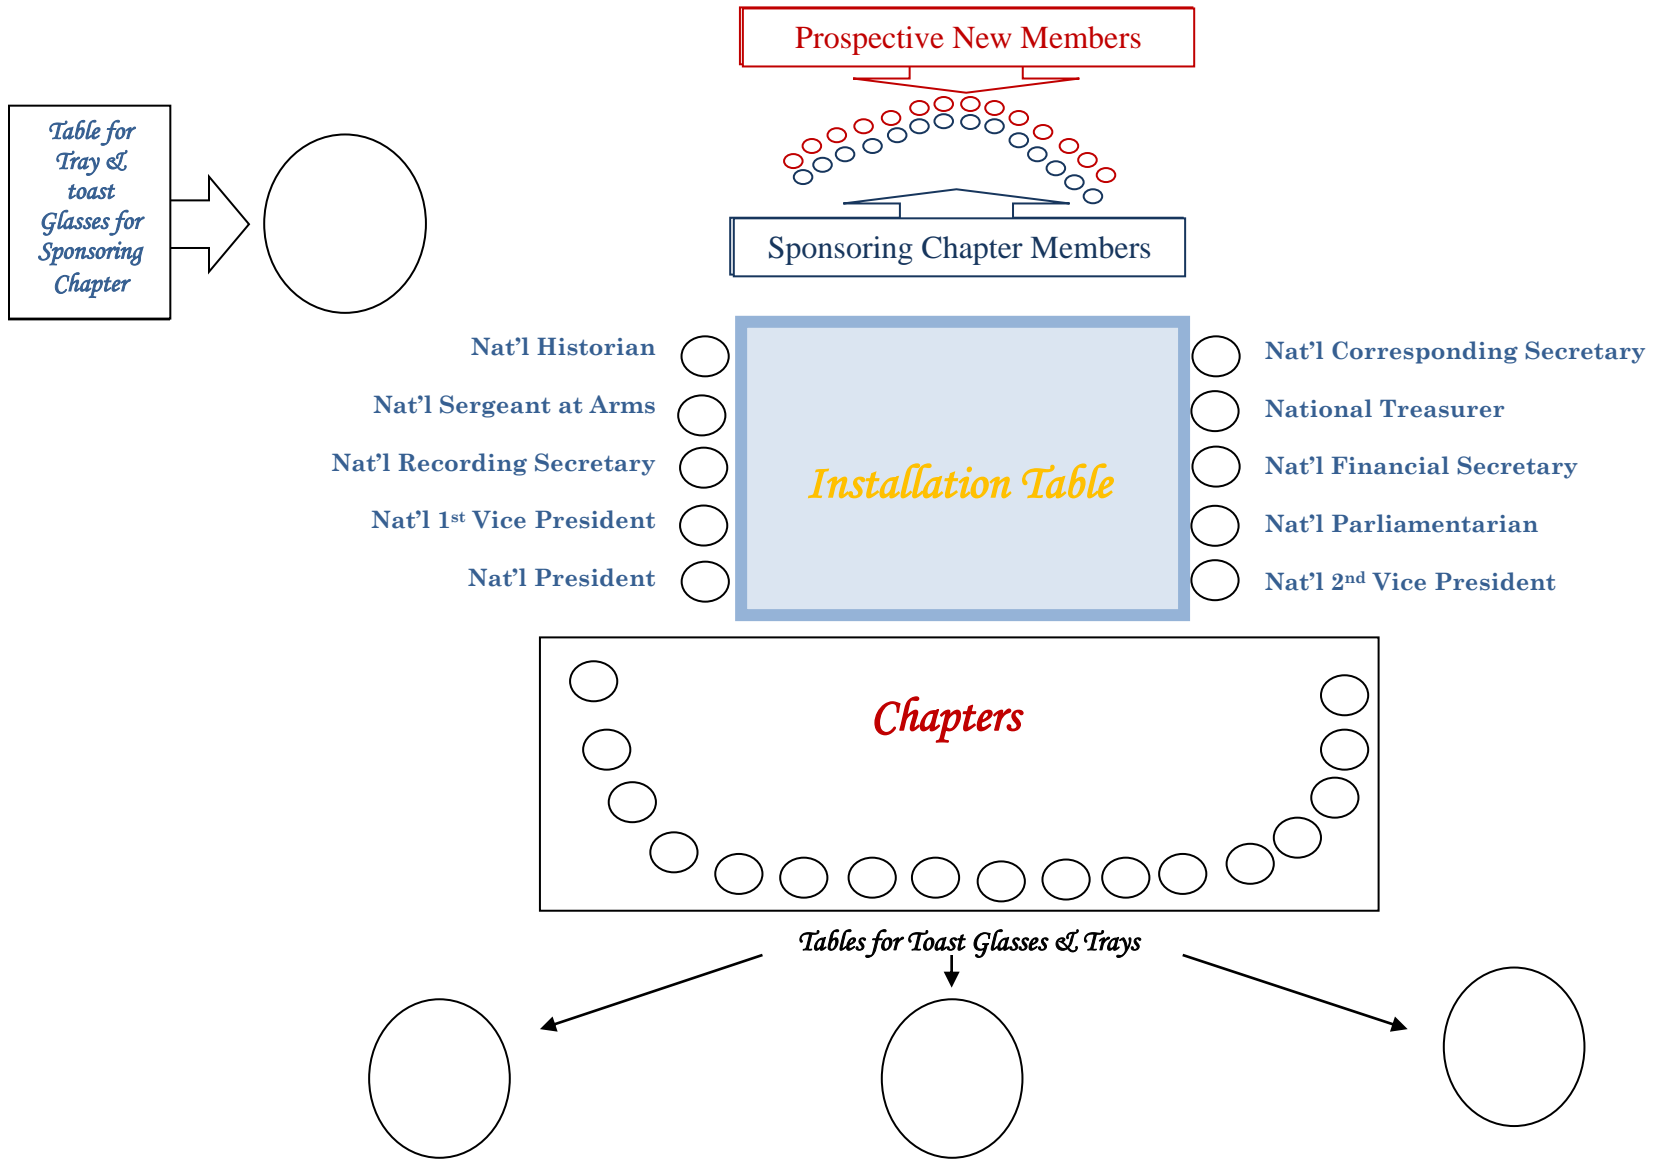 Prospective New Members
Table for
Tray &
toast
Glasses for
Sponsoring
Chapter
Sponsoring Chapter Members
Nat’l Historian
Nat’l Sergeant at Arms
Nat’l Recording Secretary
Nat’l 1st Vice President
Nat’l President
Installation Table
Nat’l Corresponding Secretary
National Treasurer
Nat’l Financial Secretary
Nat’l Parliamentarian
Nat’l 2nd Vice President
Chapters
Tables for Toast Glasses & Trays